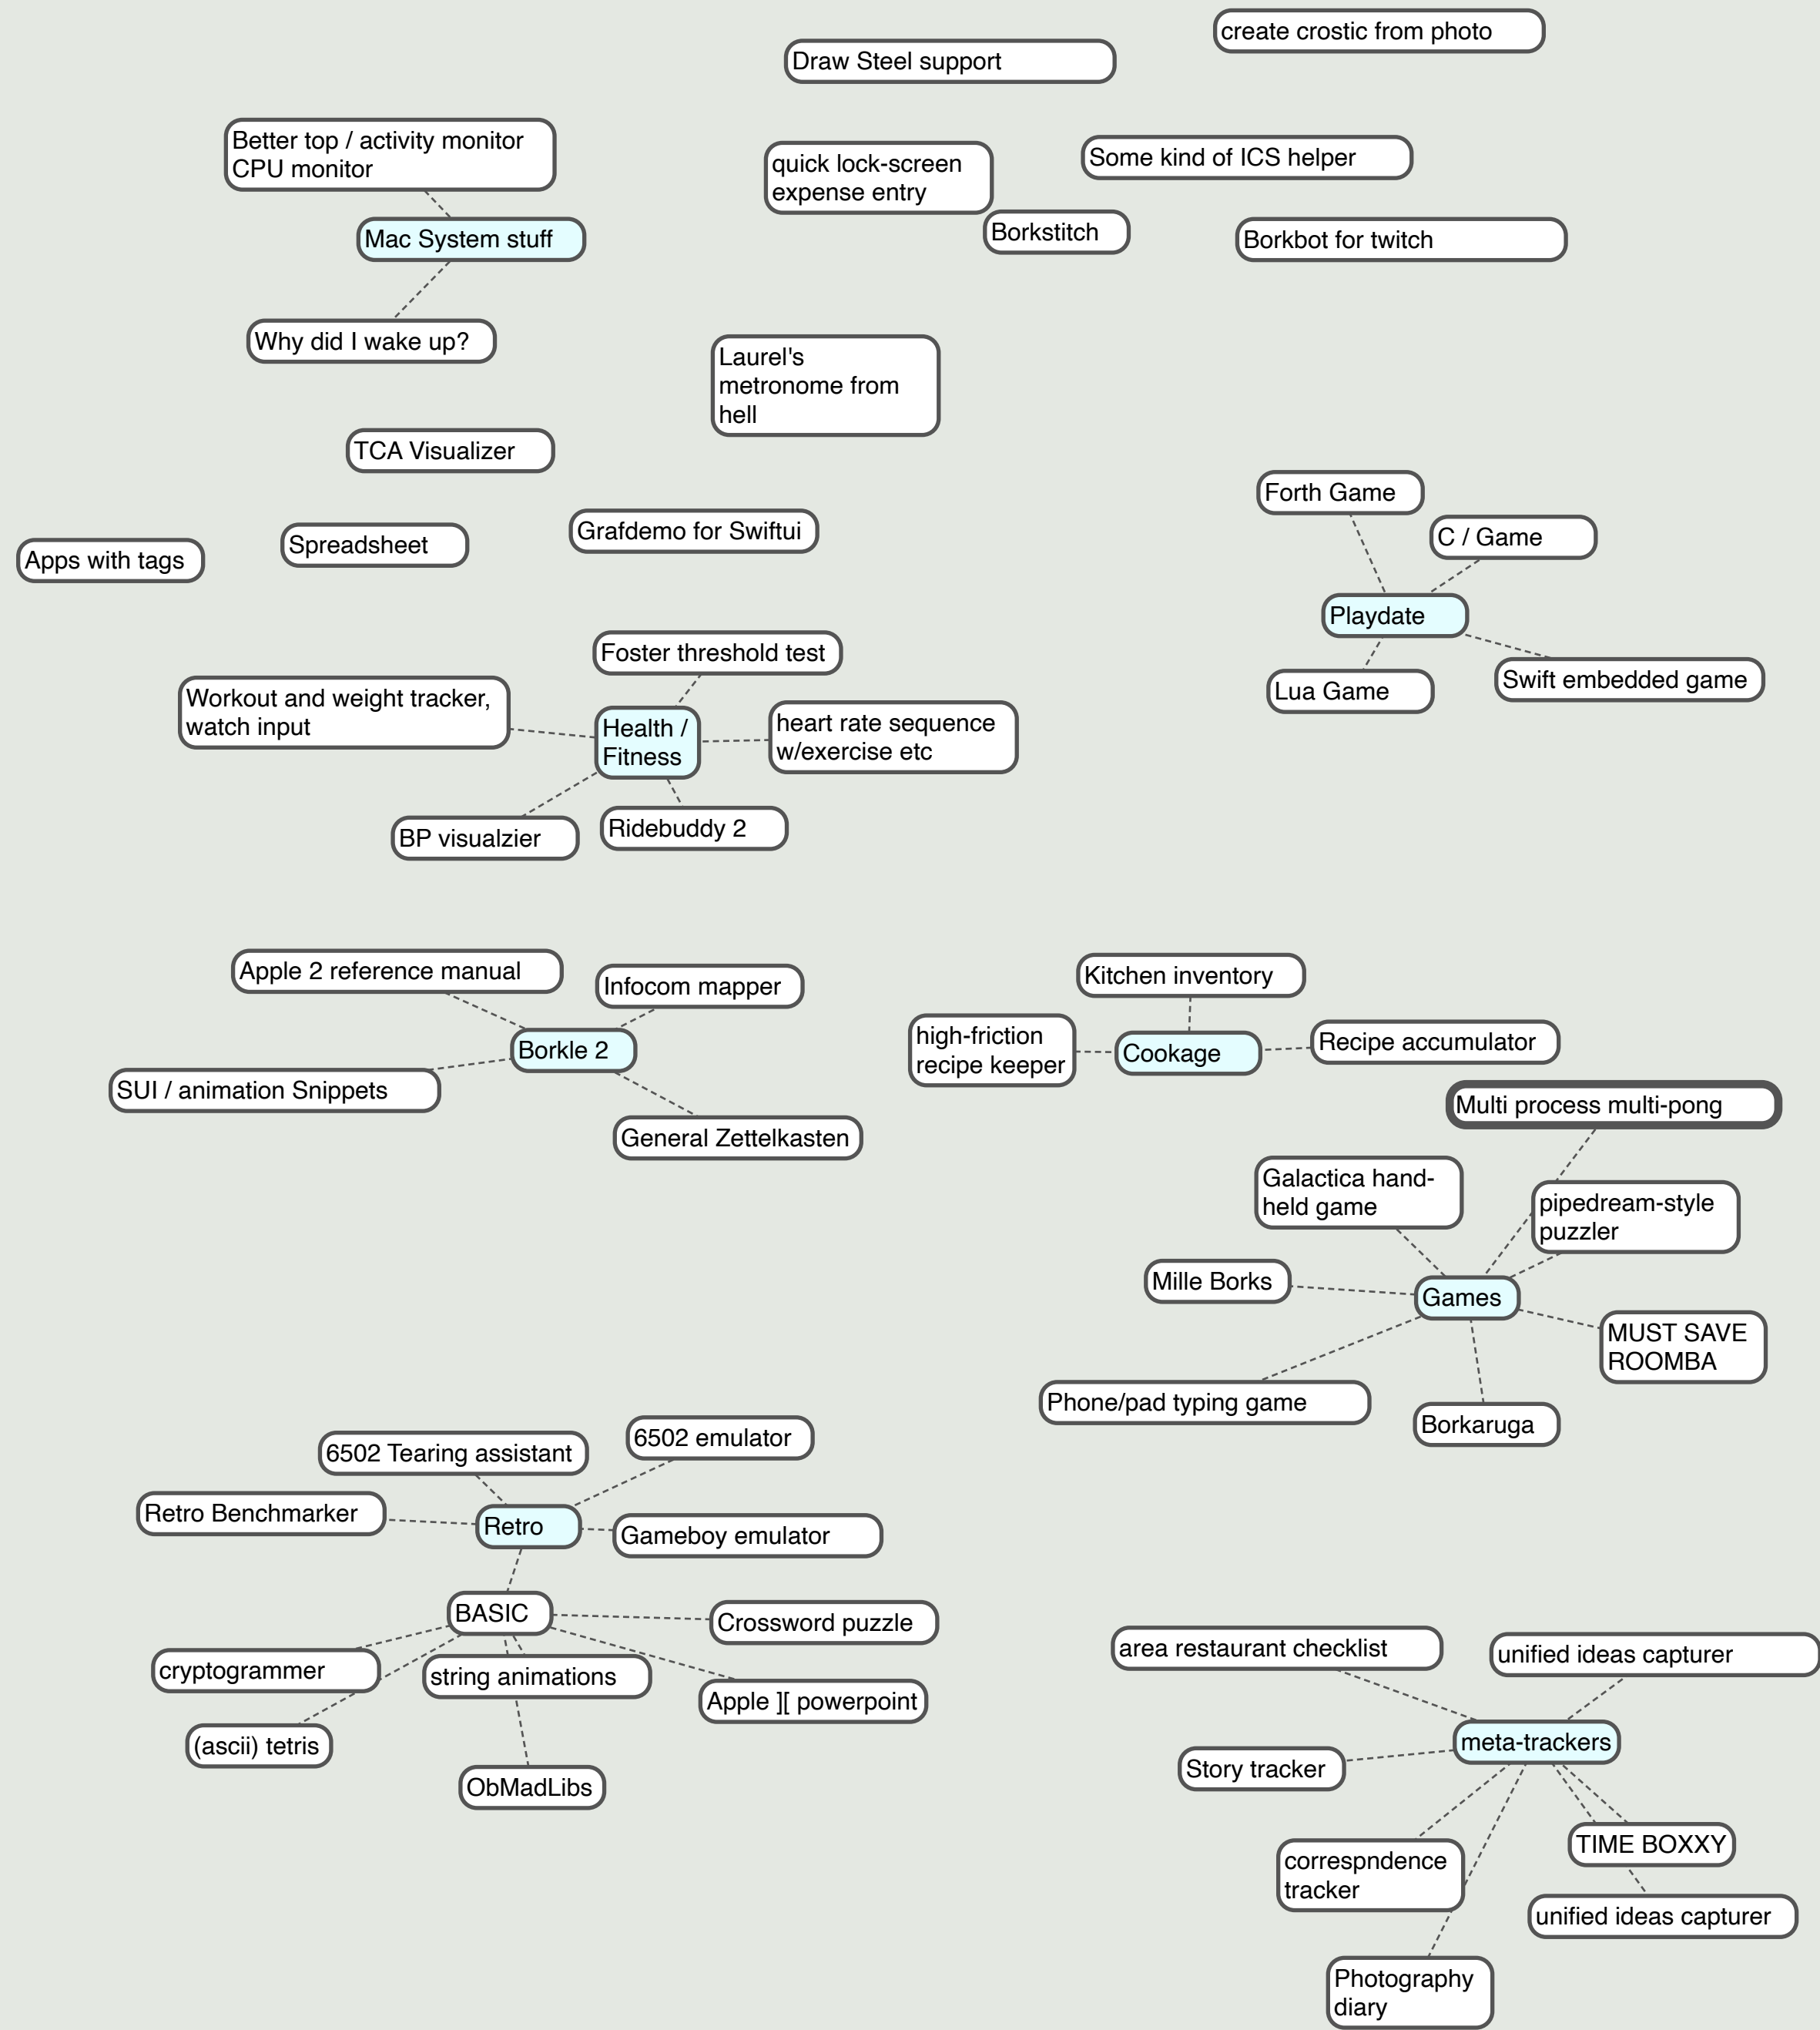 create crostic from photo
Draw Steel support
Better top / activity monitor
CPU monitor
quick lock-screen
expense entry
Some kind of ICS helper
Mac System stuff
Borkstitch
Borkbot for twitch
Why did I wake up?
Laurel's
metronome from
hell
TCA Visualizer
Forth Game
C / Game
Apps with tags
Spreadsheet
Grafdemo for Swiftui
Playdate
Lua Game
Swift embedded game
Foster threshold test
Workout and weight tracker,
watch input
Health /
Fitness
heart rate sequence
w/exercise etc
BP visualzier
Ridebuddy 2
Apple 2 reference manual
Infocom mapper
Borkle 2
SUI / animation Snippets
General Zettelkasten
Kitchen inventory
high-friction
recipe keeper
Cookage
Recipe accumulator
Multi process multi-pong
Galactica hand-
held game
pipedream-style
puzzler
Mille Borks
Games
MUST SAVE
ROOMBA
Phone/pad typing game
Borkaruga
6502 Tearing assistant
6502 emulator
Retro Benchmarker
Retro
Gameboy emulator
BASIC
Crossword puzzle
cryptogrammer
string animations
Apple ][ powerpoint
(ascii) tetris
ObMadLibs
area restaurant checklist
unified ideas capturer
meta-trackers
Story tracker
correspndence
tracker
TIME BOXXY
unified ideas capturer
Photography
diary